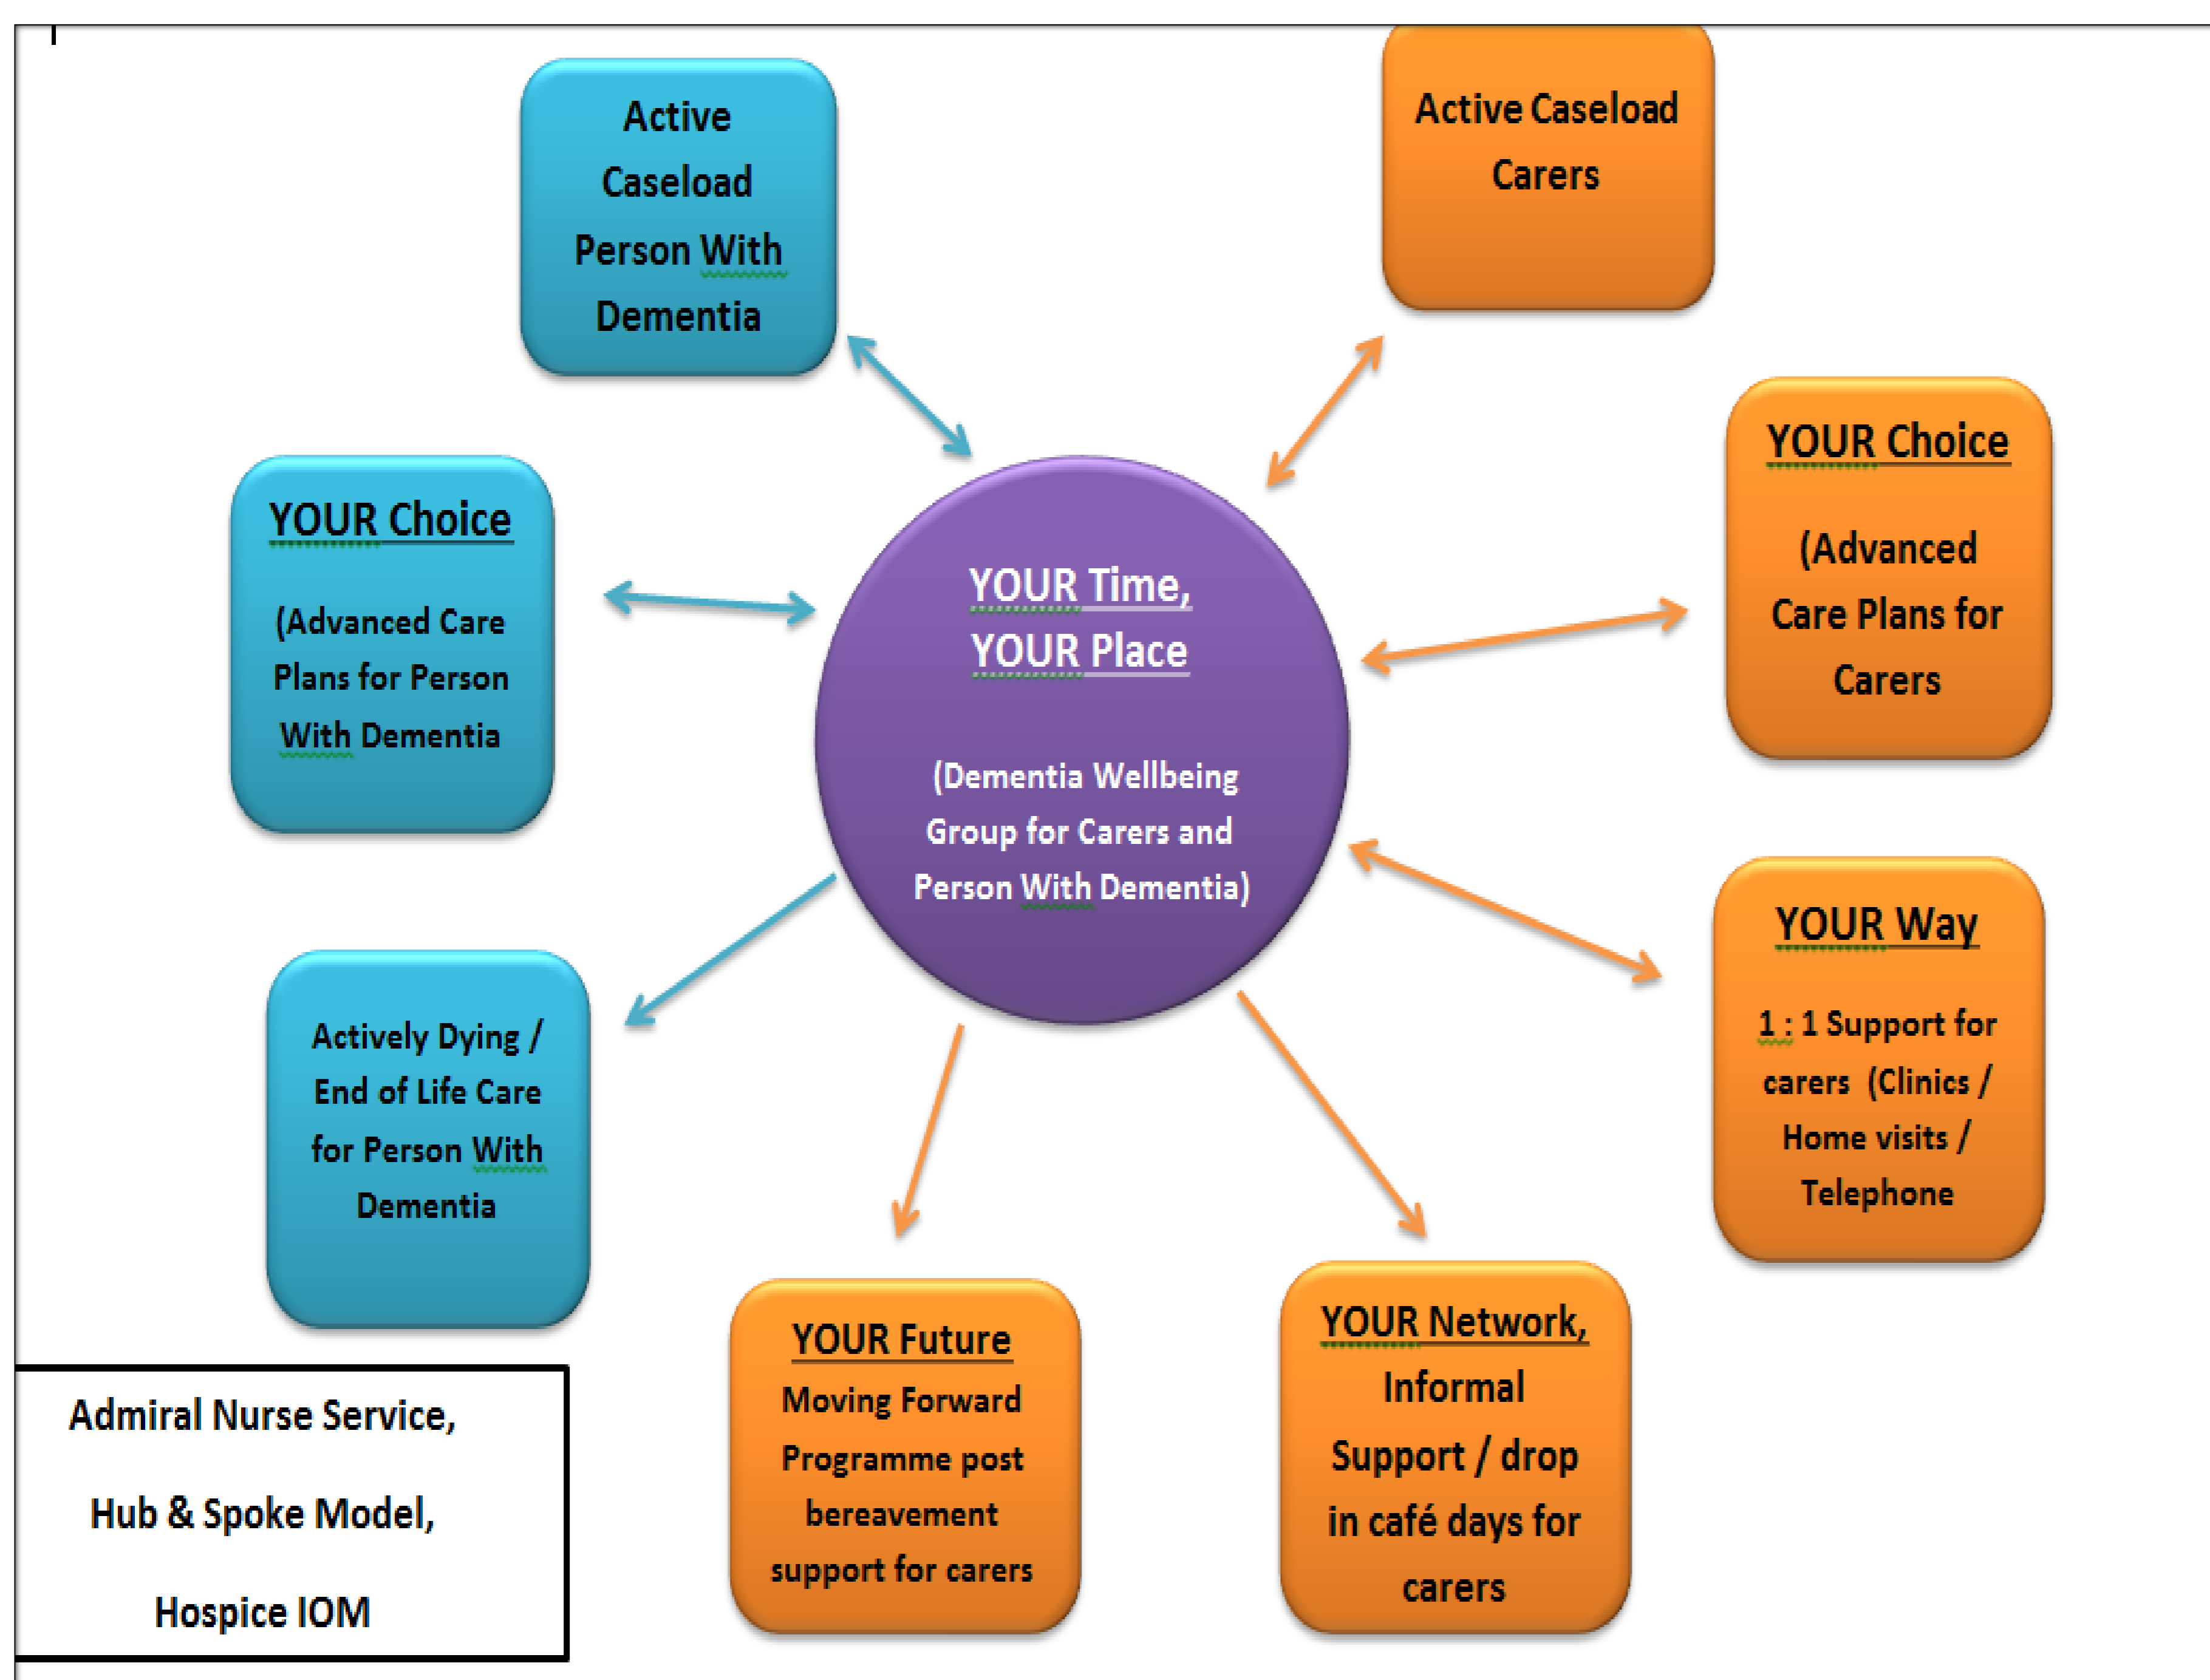 Active
Caseload
Person With
Dementia
Active Caseload
Carers
YOUR Choice
(Advanced
Care Plans for
Carers
YOUR Choice
(Advanced Care
Plans for Person
With Dementia
YOUR Time,
YOUR Place
(Dementia Wellbeing
Group for Carers and
Person With Dementia)
YOUR Way
1 : 1 Support for
carers (Clinics /
Home visits /
Telephone
Actively Dying /
End of Life Care
for Person With
Dementia
YOUR Future
Moving Forward
Programme post
bereavement
support for carers
YOUR Network,
Informal
Support / drop
in café days for
carers
Admiral Nurse Service,
Hub & Spoke Model,
Hospice IOM